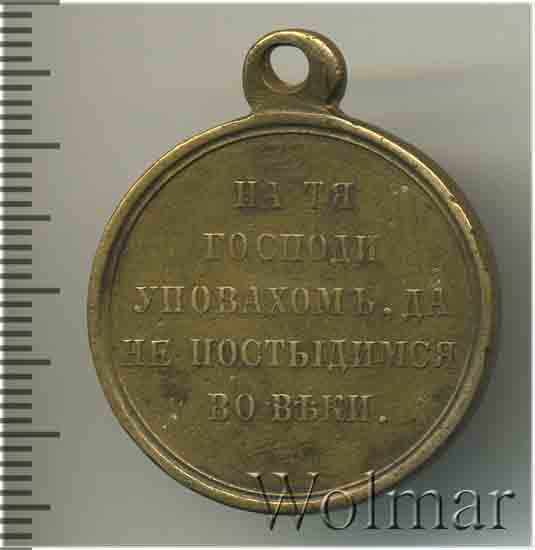 НА ТЯ
ГОСПОДИ
УПОВАХОМЪ. ДА
НЕ ПОСТЫДИМСЯ
ВО ВѢКИ.
Wolmar